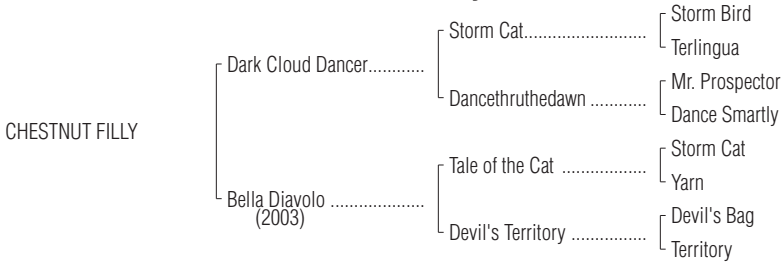 Storm Bird
Storm Cat........................
Terlingua
Dark Cloud Dancer............
Mr. Prospector
Dancethruthedawn ............
Dance Smartly
CHESTNUT FILLY
Storm Cat
Tale of the Cat ..................
Yarn
Bella Diavolo ....................
(2003)
Devil's Bag
Devil's Territory ................
Territory